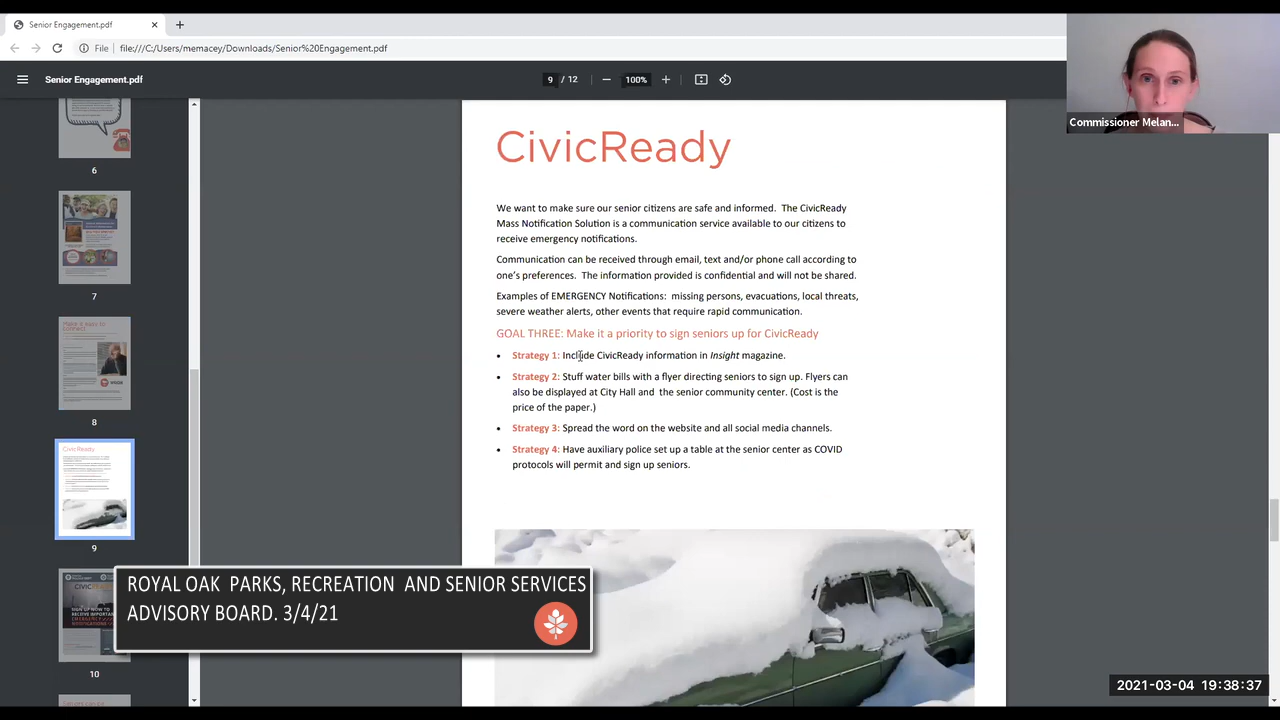 Senior Engagement.pdf
File
file:///C:/Users/memacey/Downloads/Senior%20Engagement.pdf
Senior Engagement.pdf
9 / 12
100%
Commissioner Melan...
6
7
8
9
10
CivicReady
We want to make sure our senior citizens are safe and informed. The CivicReady
Mass Notification Solution is a communication service available to our citizens to
receive emergency notifications.
Communication can be received through email, text and/or phone call according to
one's preferences. The information provided is confidential and will not be shared.
Examples of EMERGENCY Notifications: missing persons, evacuations, local threats,
severe weather alerts, other events that require rapid communication.
GOAL THREE: Make it a priority to sign seniors up for CivicReady
• Strategy 1: Include CivicReady information in Insight magazine.
• Strategy 2: Stuff water bills with a flyer directing seniors to sign up. Flyers can
also be displayed at City Hall and the senior community center. (Cost is the
price of the paper.)
• Strategy 3: Spread the word on the website and all social media channels.
• Strategy 4: Have auxiliary police set up a table at the senior center as COVID
protocols will permit and sign up seniors.
ROYAL OAK PARKS, RECREATION AND SENIOR SERVICES
ADVISORY BOARD. 3/4/21
2021-03-04 19:38:37